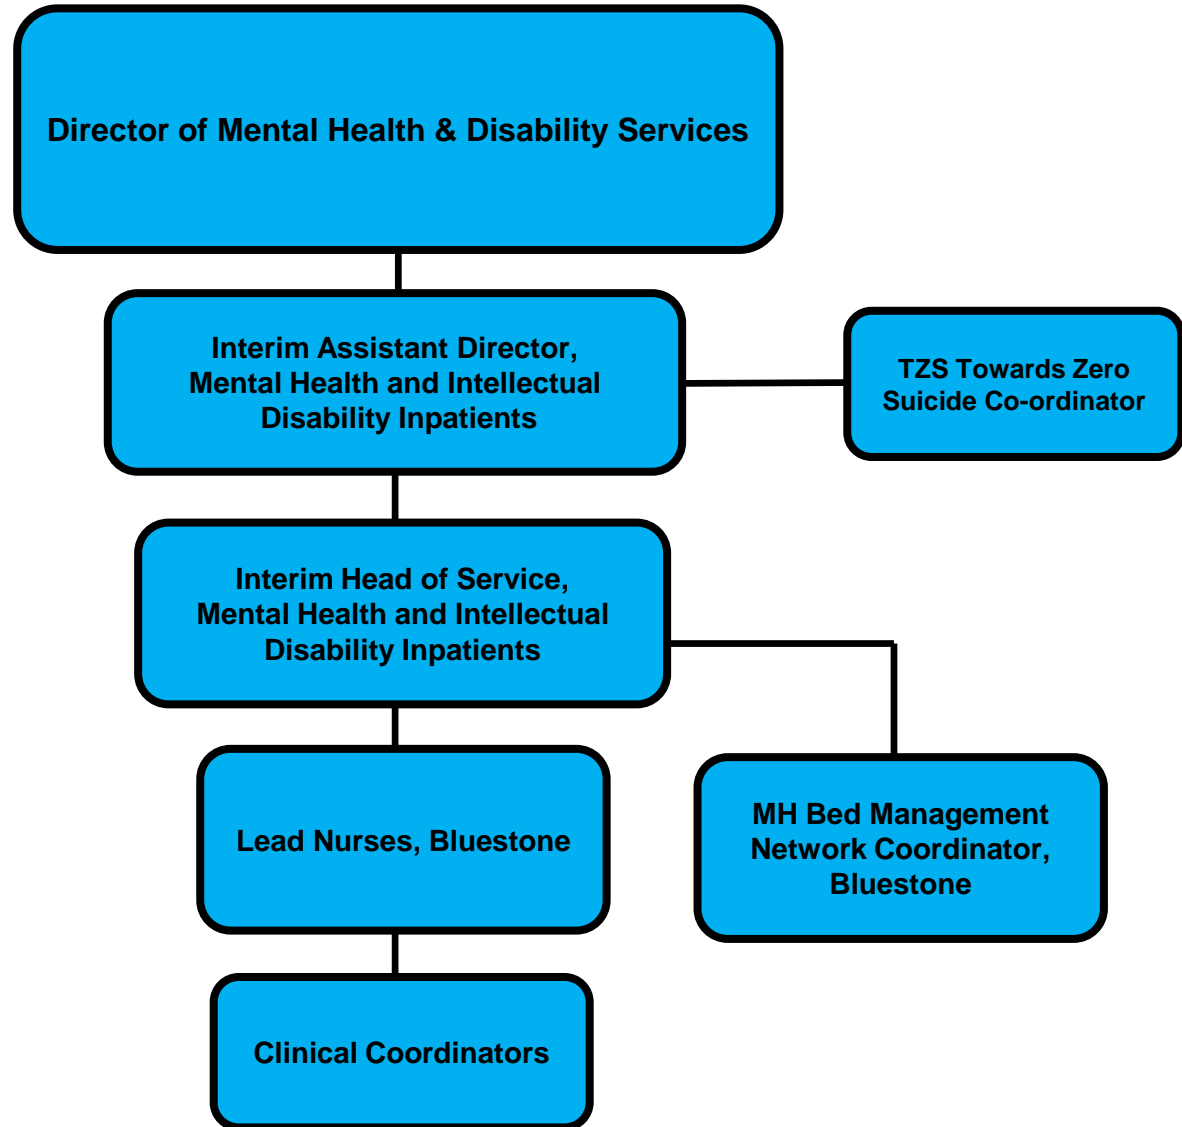 Director of Mental Health & Disability Services
Interim Assistant Director,
Mental Health and Intellectual
Disability Inpatients
TZS Towards Zero
Suicide Co-ordinator
Interim Head of Service,
Mental Health and Intellectual
Disability Inpatients
Lead Nurses, Bluestone
MH Bed Management
Network Coordinator,
Bluestone
Clinical Coordinators